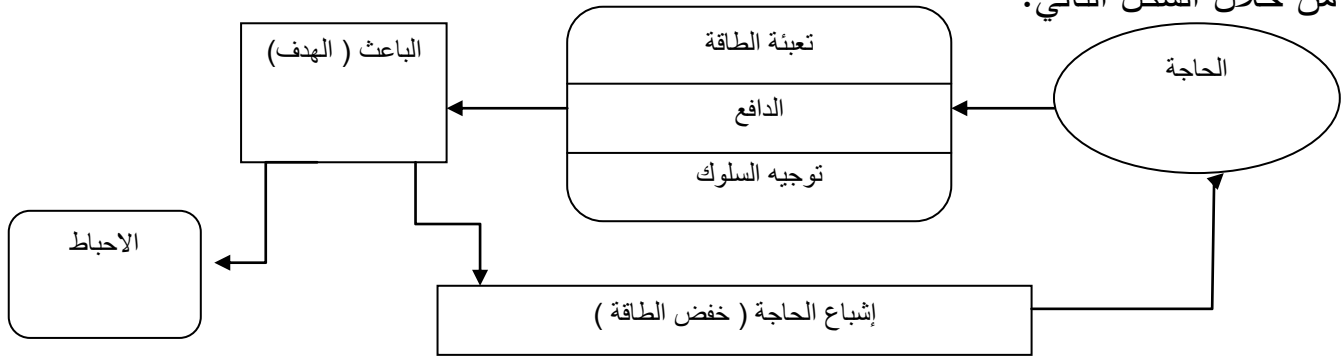 من خلال الشكل التالي:
الحاجة
تعبئة الطاقة
الدافع
توجيه السلوك
الباعث ( الهدف)
الاحباط
إشباع الحاجة ( خفض الطاقة )